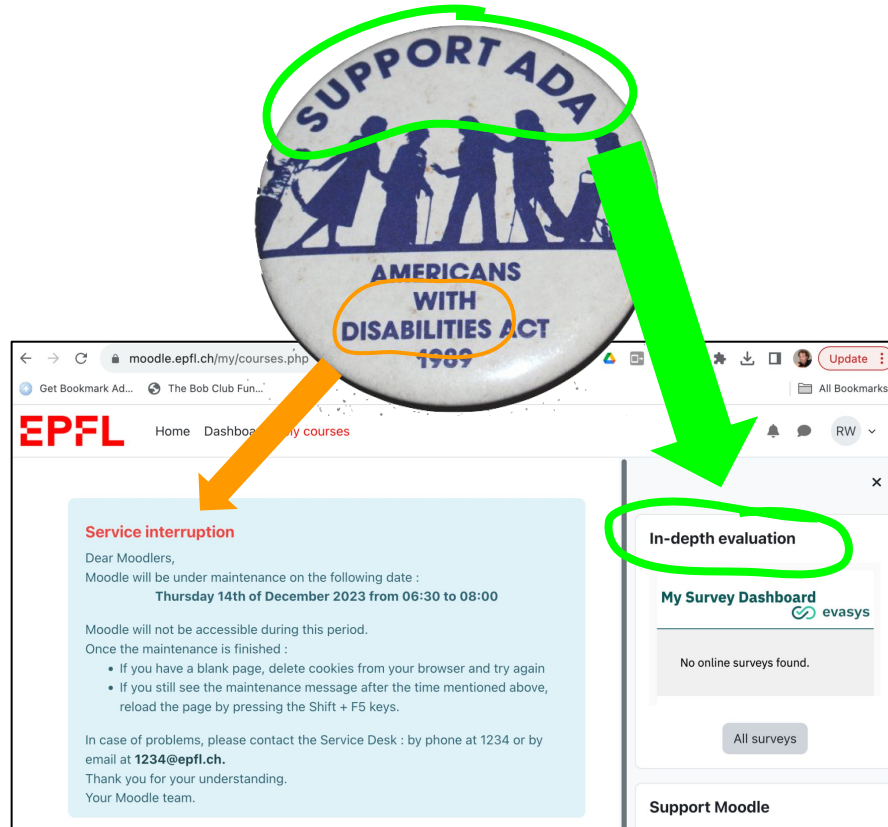 SUPPORT ADA
AMERICANS
WITH
DISABILITIES ACT
1989
moodle.epfl.ch/my/courses.php
Update
Get Bookmark Ad...
The Bob Club Fun...
All Bookmarks
EPFL
Home
courses
RW
Service interruption
Dear Moodlers,
Moodle will be under maintenance on the following date :
Thursday 14th of December 2023 from 06:30 to 08:00
Moodle will not be accessible during this period.
Once the maintenance is finished :
• If you have a blank page, delete cookies from your browser and try again
• If you still see the maintenance message after the time mentioned above,
reload the page by pressing the Shift + F5 keys.
In case of problems, please contact the Service Desk : by phone at 1234 or by
email at 1234@epfl.ch.
Thank you for your understanding.
Your Moodle team.
In-depth evaluation
My Survey Dashboard
evasys
No online surveys found.
All surveys
Support Moodle